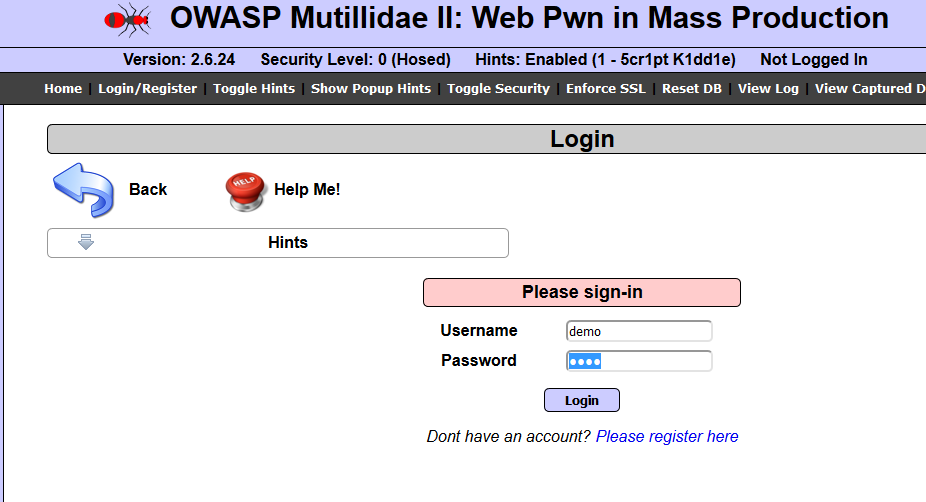 OWASP Mutillidae II: Web Pwn in Mass Production
Version: 2.6.24 Security Level: 0 (Hosed) Hints: Enabled (1 - 5cr1pt K1dd1e) Not Logged In
Home | Login/Register | Toggle Hints | Show Popup Hints | Toggle Security | Enforce SSL | Reset DB | View Log | View Captured D
Login
Back HELP Help Me!
Hints
Please sign-in
Username demo
Password ••••
Login
Dont have an account? Please register here